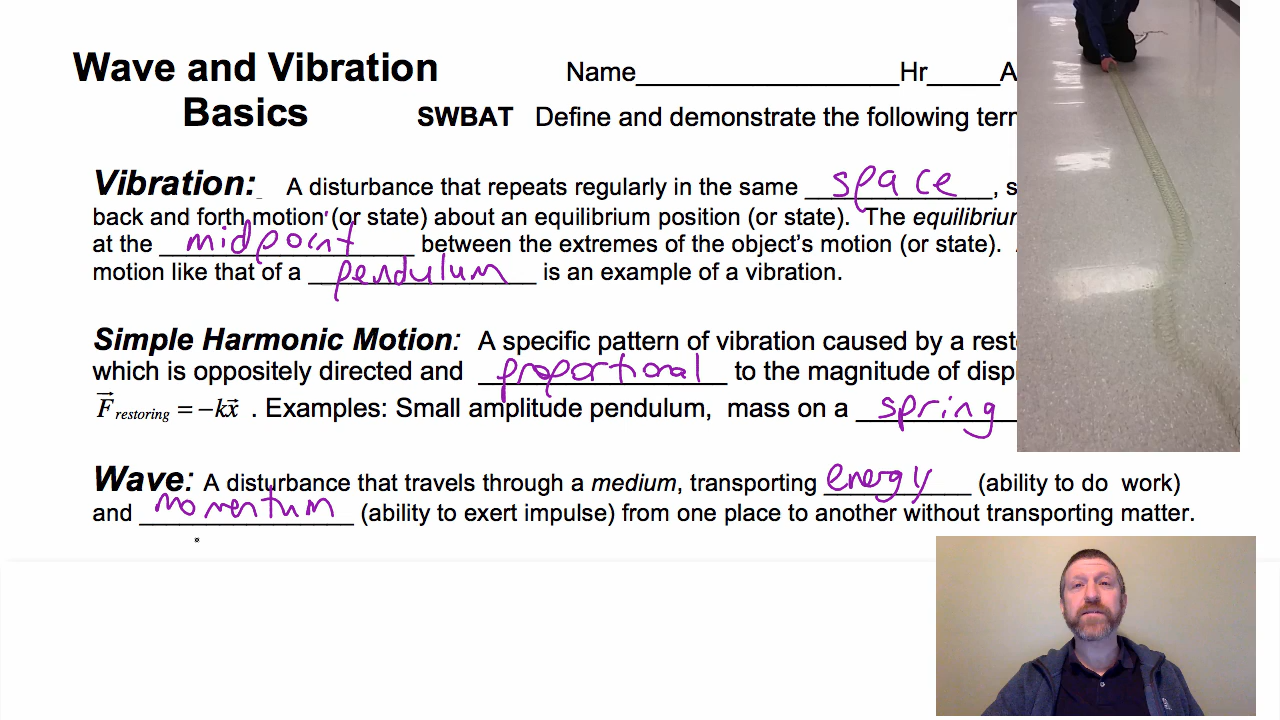 Wave and Vibration
Basics
Name___________________Hr_____A
SWBAT Define and demonstrate the following term
Vibration: A disturbance that repeats regularly in the same space, s
back and forth motion (or state) about an equilibrium position (or state). The equilibriur
at the midpoint between the extremes of the object's motion (or state).
motion like that of a pendulum is an example of a vibration.
Simple Harmonic Motion: A specific pattern of vibration caused by a rest
which is oppositely directed and proportional to the magnitude of disp
F⃗ restoring = −kx⃗ . Examples: Small amplitude pendulum, mass on a spring
Wave: A disturbance that travels through a medium, transporting energy (ability to do work)
and momentum (ability to exert impulse) from one place to another without transporting matter.